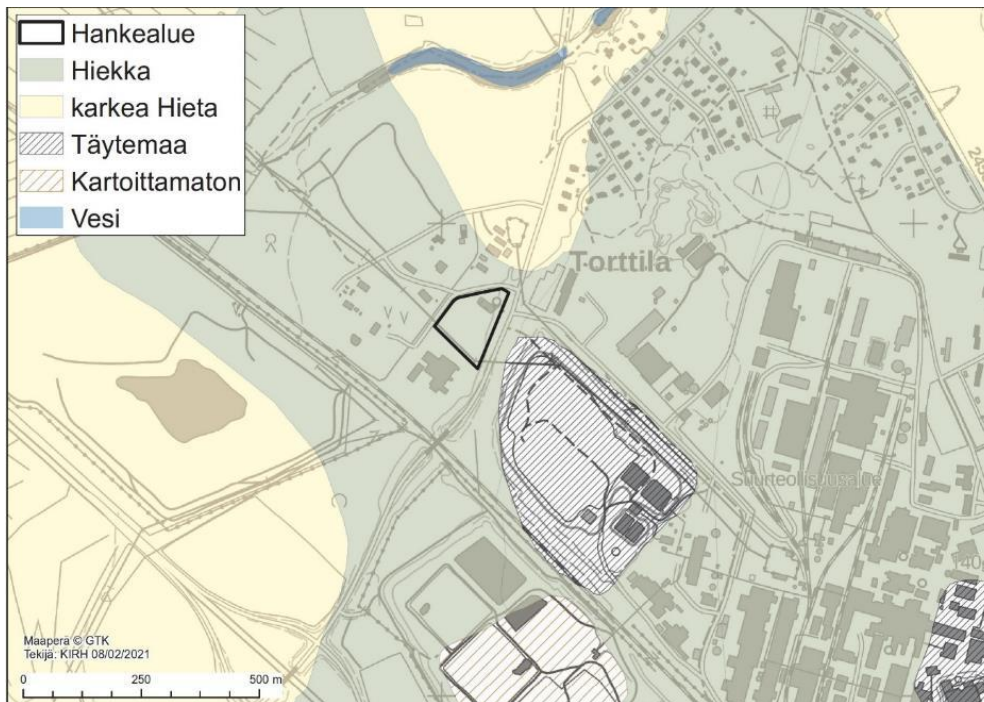 Hankealue
Hiekka
karkea Hieta
Täytemaa
Kartoittamaton
Vesi
Torttila
Suurteollisuusalue
140
Maaperä © GTK
Tekijä: KIRH 08/02/2021
0 250 500 m